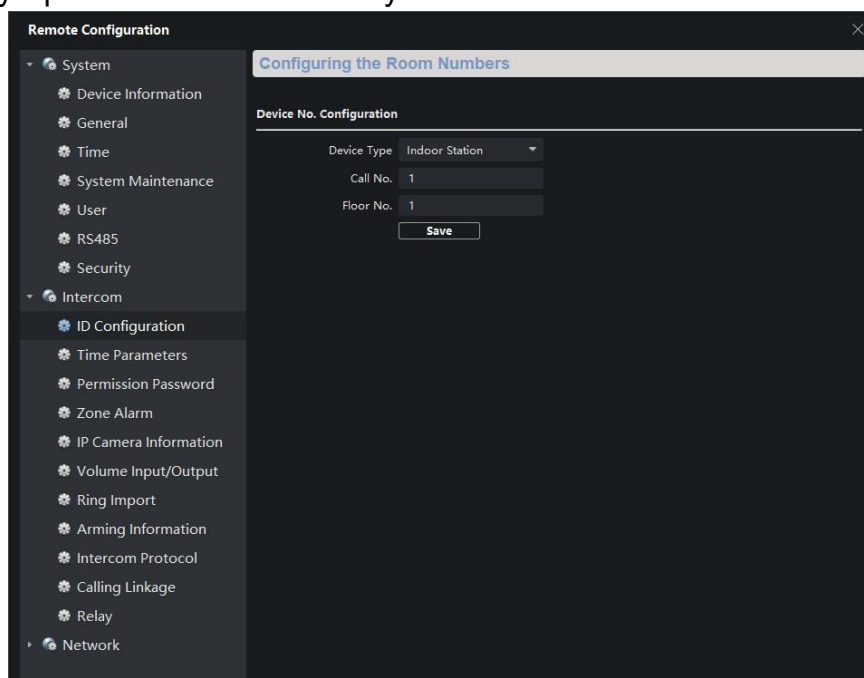 Remote Configuration
System
Device Information
General
Time
System Maintenance
User
RS485
Security
Intercom
ID Configuration
Time Parameters
Permission Password
Zone Alarm
IP Camera Information
Volume Input/Output
Ring Import
Arming Information
Intercom Protocol
Calling Linkage
Relay
Network
Configuring the Room Numbers
Device No. Configuration
Device Type Indoor Station
Call No. 1
Floor No. 1
Save